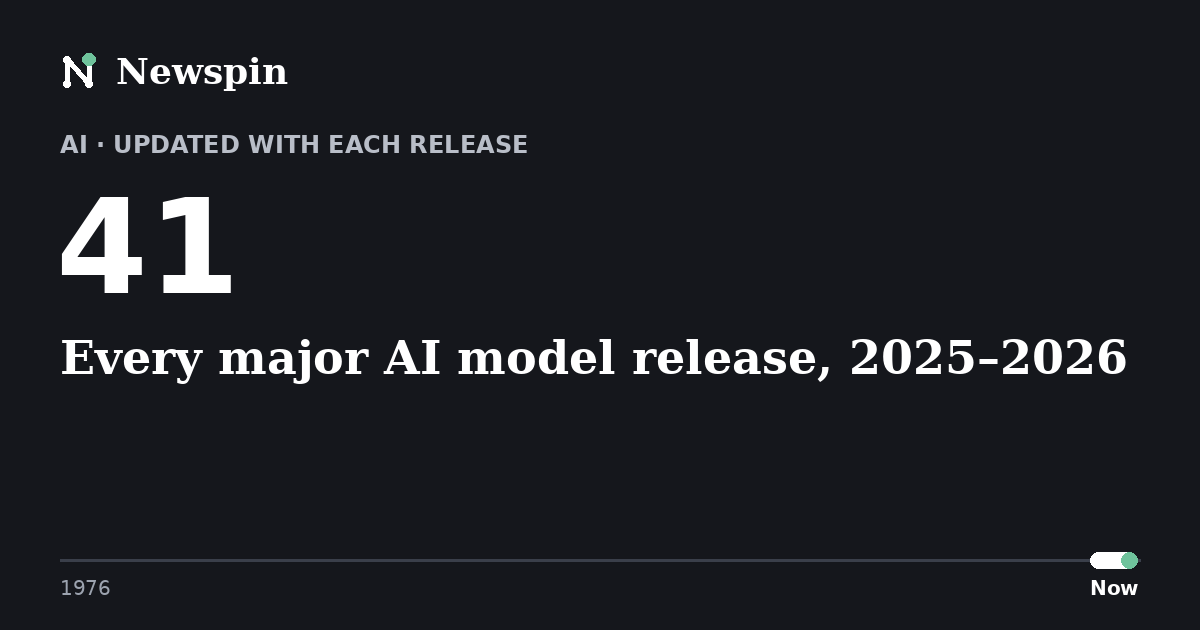 Newspin
AI · UPDATED WITH EACH RELEASE
41
Every major AI model release, 2025–2026
1976
Now